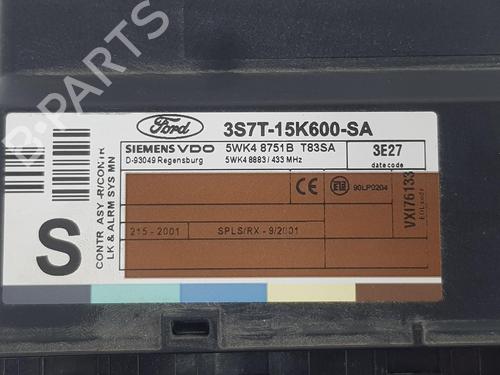 B-PARTS
Ford
3S7T-15K600-SA
SIEMENS VDO 5WK4 8751B T83SA
D-93049 Regensburg 5WK4 8883 / 433 MHz
3E27
date code
CONTR ASY -R/CONTR
LK & ALRM SYS MN
S
90LP0204
VXI76133
215 - 2001
SPLS/RX - 9/2001